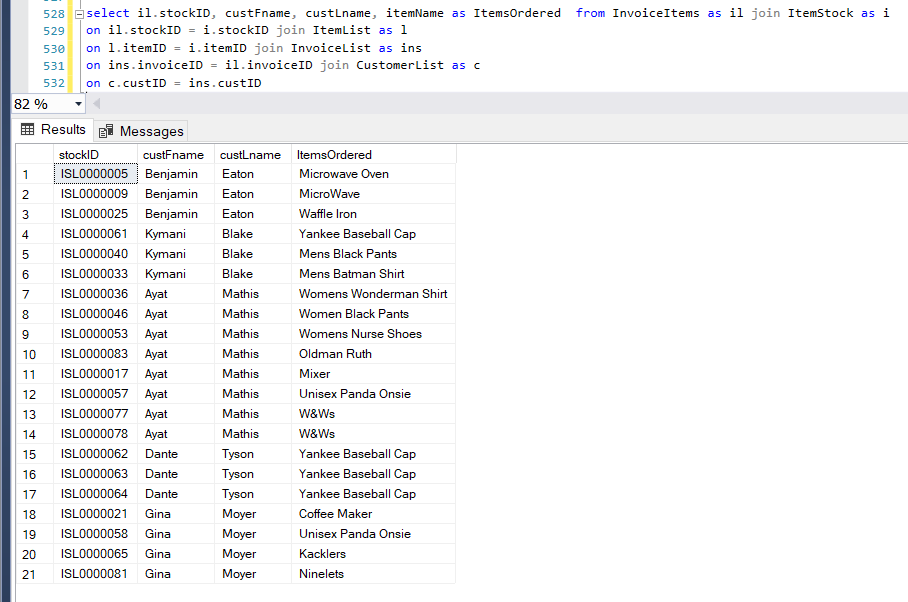 528 select il.stockID, custFname, custLname, itemName as ItemsOrdered  from InvoiceItems as il join ItemStock as i
529 on il.stockID = i.stockID join ItemList as l
530 on l.itemID = i.itemID join InvoiceList as ins
531 on ins.invoiceID = il.invoiceID join CustomerList as c
532 on c.custID = ins.custID
82 %
Results Messages
stockID custFname custLname ItemsOrdered
1 ISL0000005 Benjamin Eaton Microwave Oven
2 ISL0000009 Benjamin Eaton MicroWave
3 ISL0000025 Benjamin Eaton Waffle Iron
4 ISL0000061 Kymani Blake Yankee Baseball Cap
5 ISL0000040 Kymani Blake Mens Black Pants
6 ISL0000033 Kymani Blake Mens Batman Shirt
7 ISL0000036 Ayat Mathis Womens Wonderman Shirt
8 ISL0000046 Ayat Mathis Women Black Pants
9 ISL0000053 Ayat Mathis Womens Nurse Shoes
10 ISL0000083 Ayat Mathis Oldman Ruth
11 ISL0000017 Ayat Mathis Mixer
12 ISL0000057 Ayat Mathis Unisex Panda Onsie
13 ISL0000077 Ayat Mathis W&Ws
14 ISL0000078 Ayat Mathis W&Ws
15 ISL0000062 Dante Tyson Yankee Baseball Cap
16 ISL0000063 Dante Tyson Yankee Baseball Cap
17 ISL0000064 Dante Tyson Yankee Baseball Cap
18 ISL0000021 Gina Moyer Coffee Maker
19 ISL0000058 Gina Moyer Unisex Panda Onsie
20 ISL0000065 Gina Moyer Kacklers
21 ISL0000081 Gina Moyer Ninelets